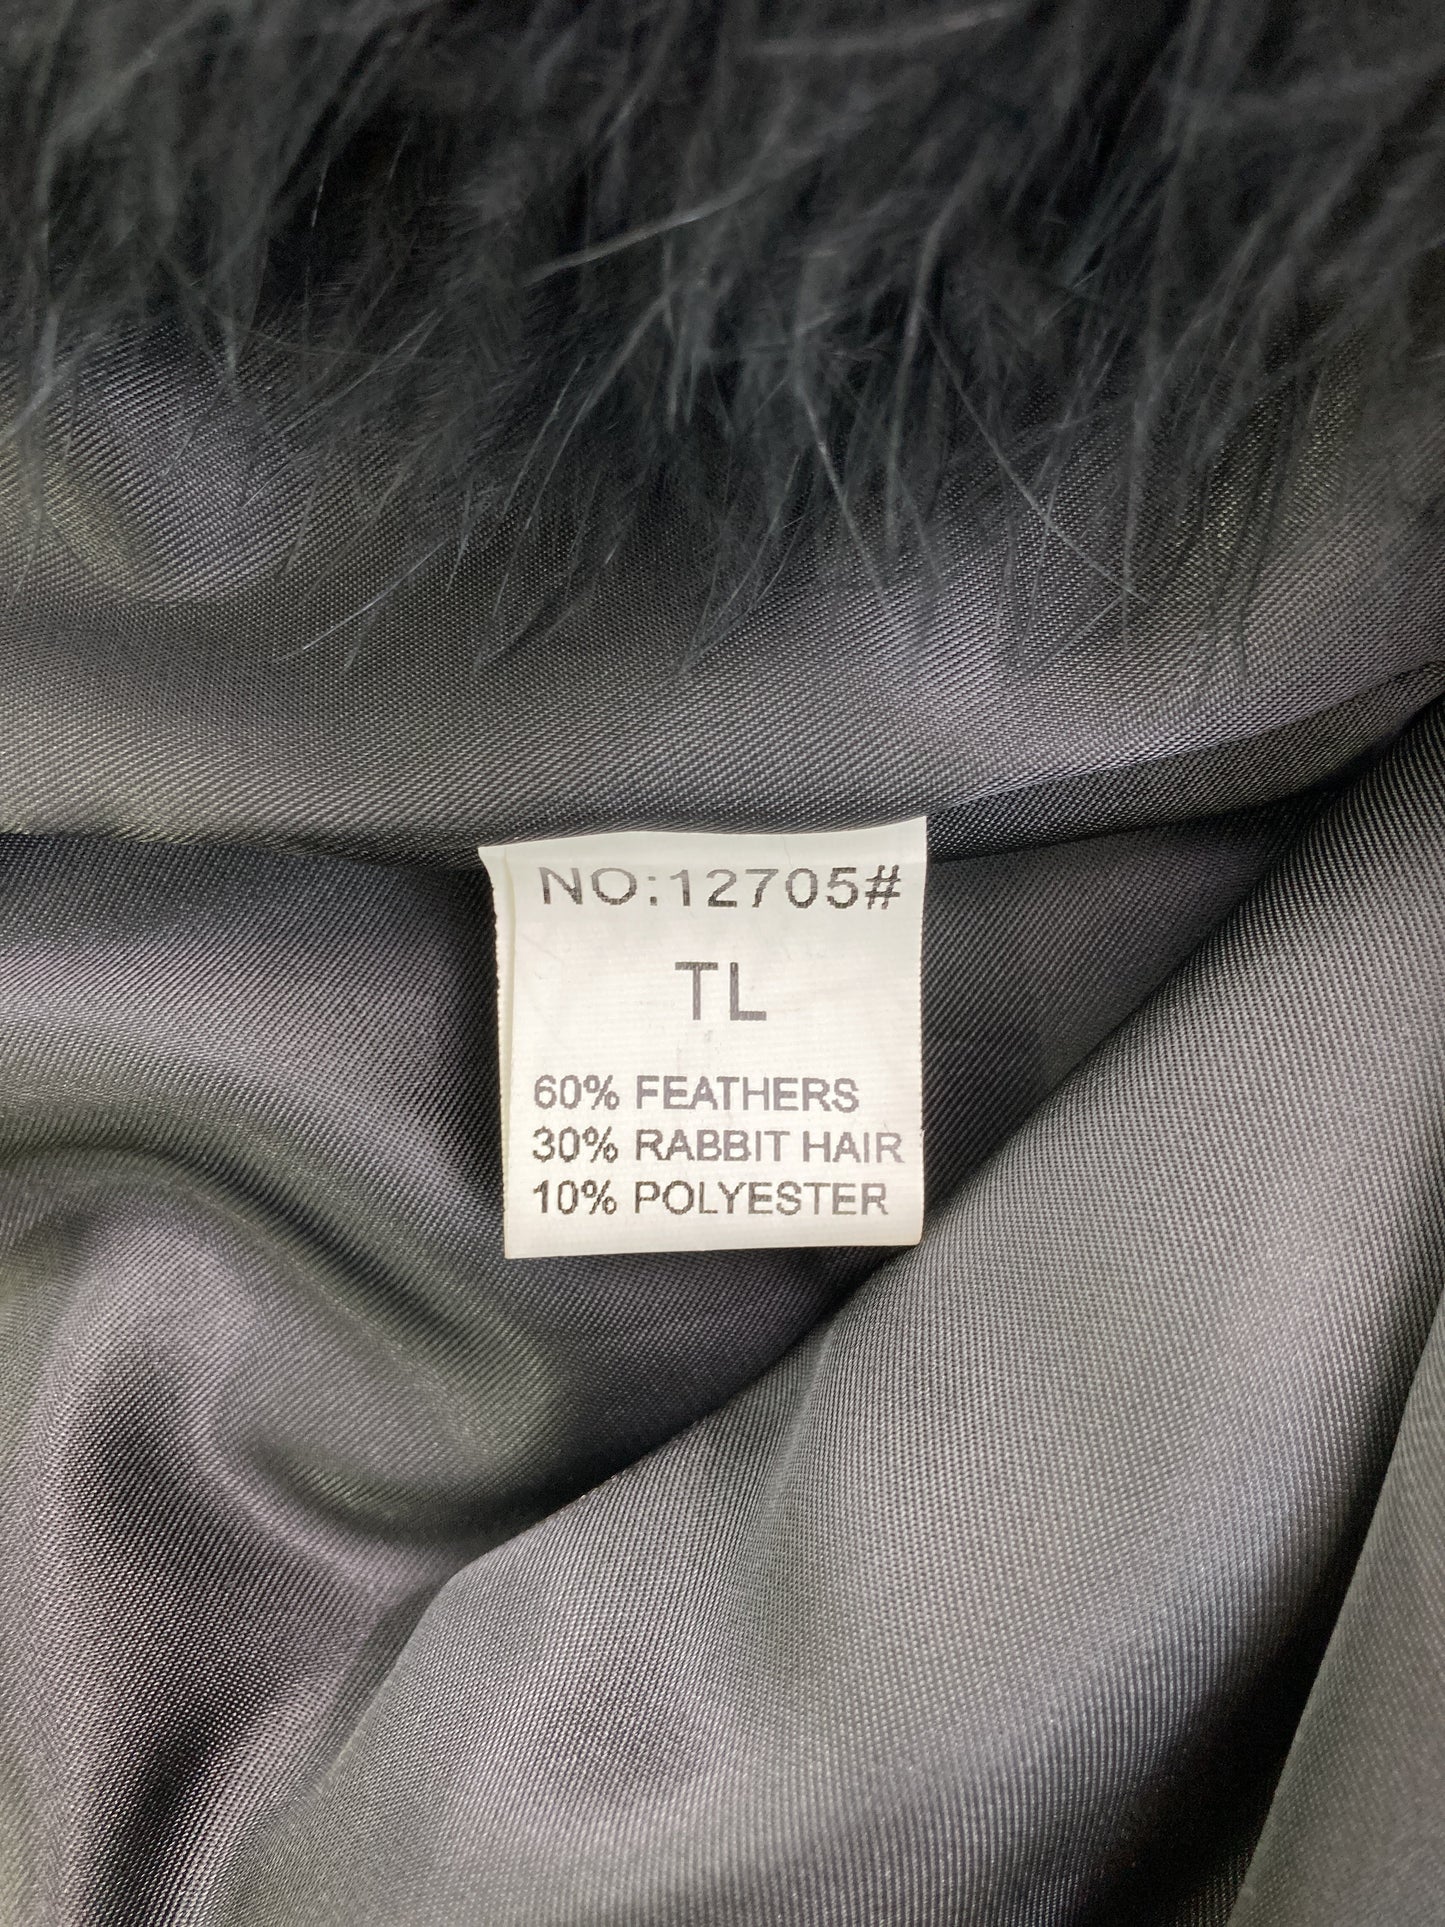 NO:12705#
TL
60% FEATHERS
30% RABBIT HAIR
10% POLYESTER